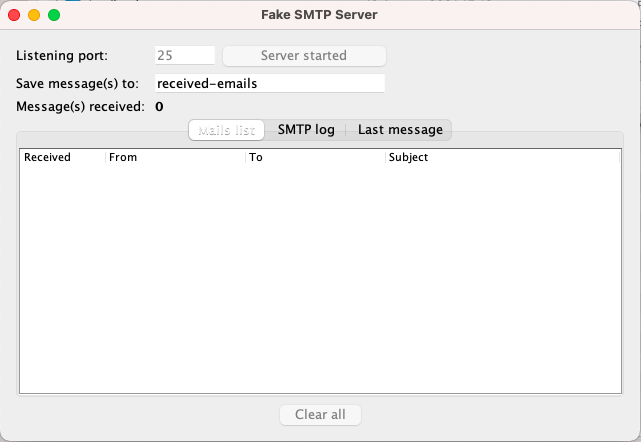 Fake SMTP Server
Listening port: 25 Server started
Save message(s) to: received-emails
Message(s) received: 0
Mails list SMTP log Last message
Received From To Subject
Clear all